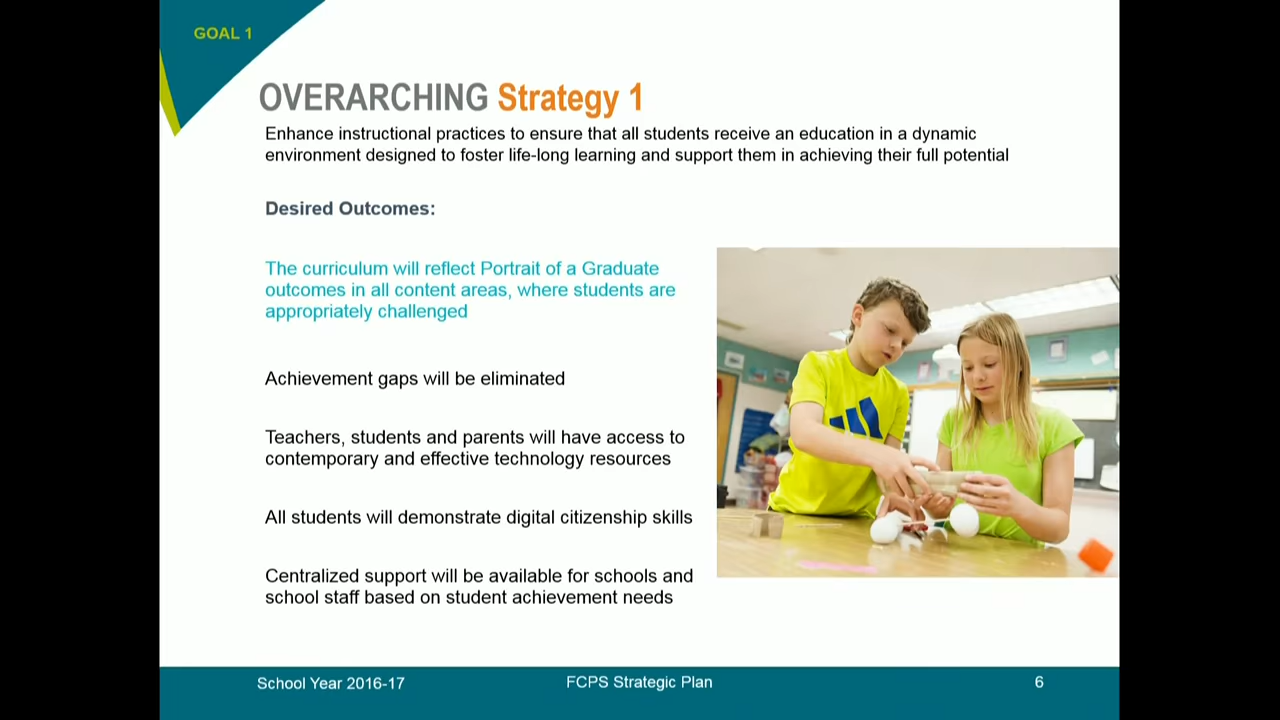 GOAL 1
OVERARCHING Strategy 1
Enhance instructional practices to ensure that all students receive an education in a dynamic
environment designed to foster life-long learning and support them in achieving their full potential
Desired Outcomes:
The curriculum will reflect Portrait of a Graduate
outcomes in all content areas, where students are
appropriately challenged
Achievement gaps will be eliminated
Teachers, students and parents will have access to
contemporary and effective technology resources
All students will demonstrate digital citizenship skills
Centralized support will be available for schools and
school staff based on student achievement needs
School Year 2016-17
FCPS Strategic Plan
6